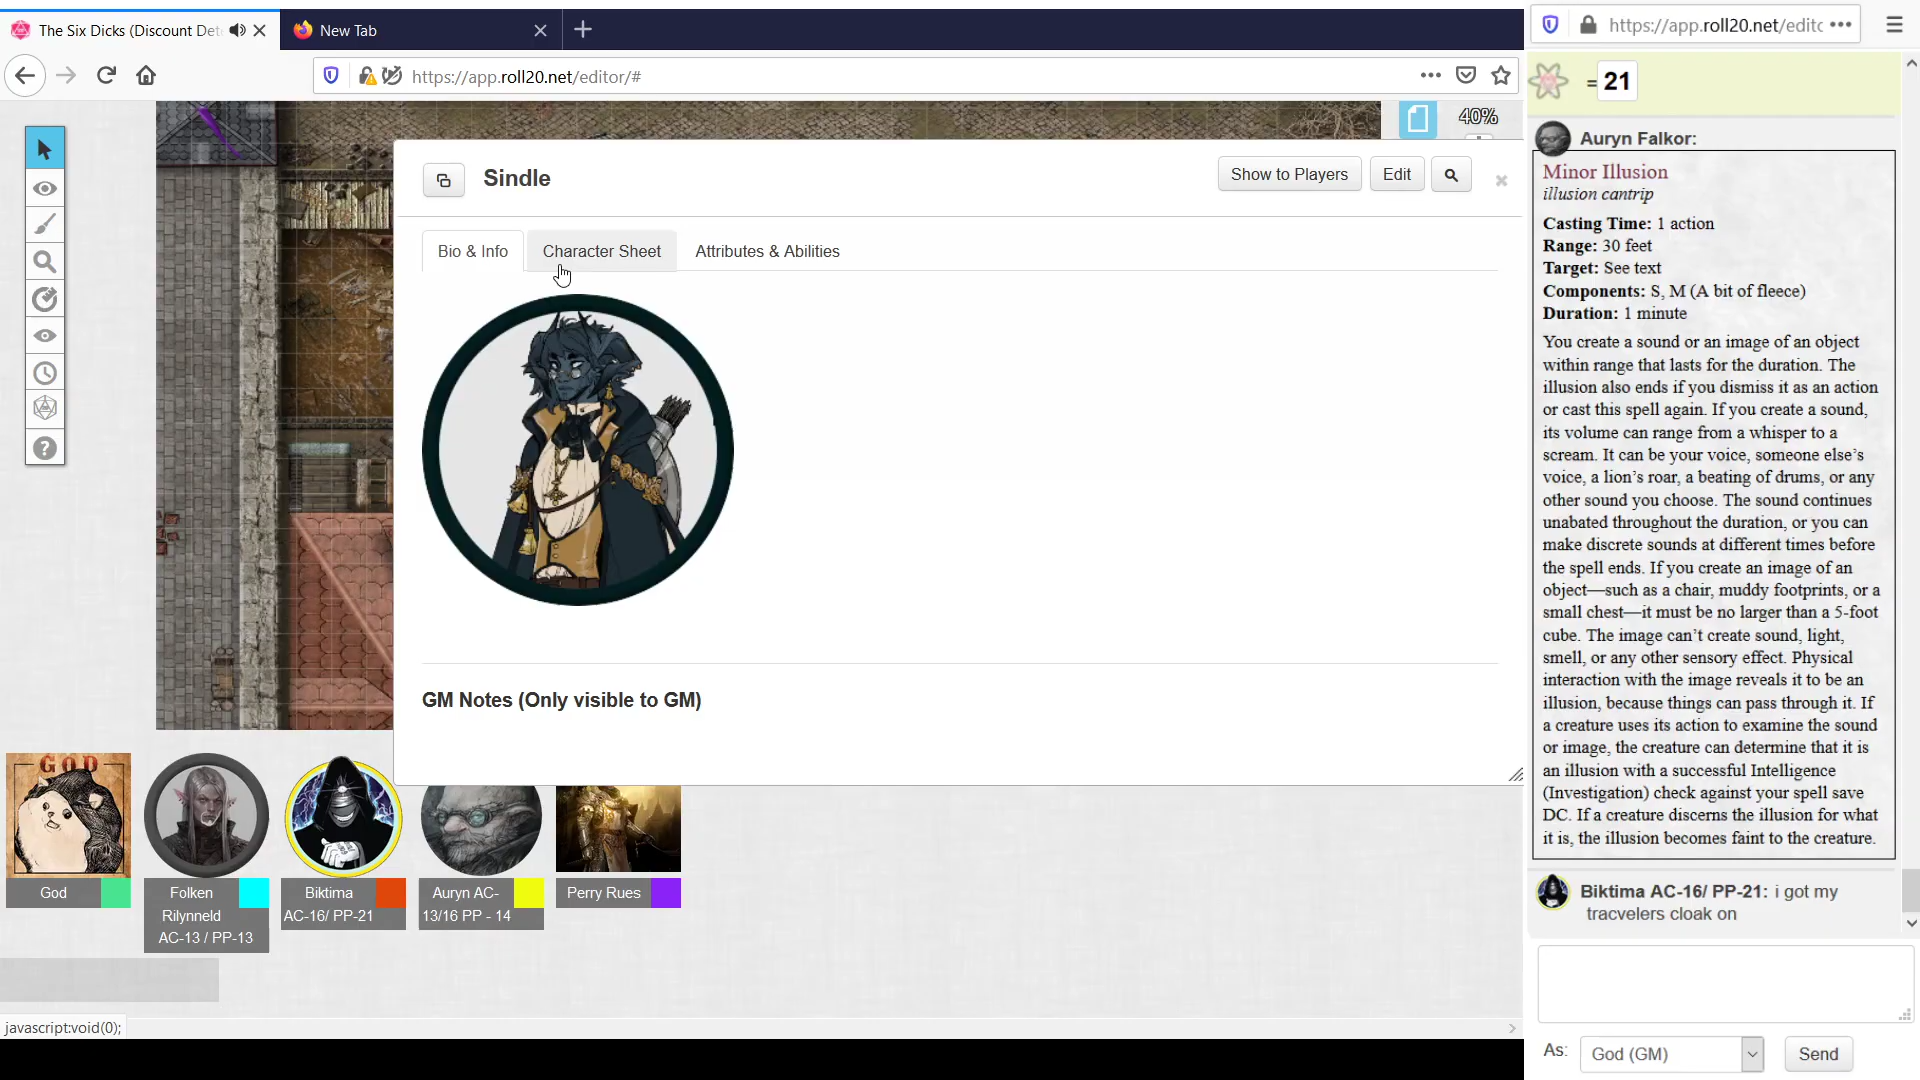 The Six Dicks (Discount Det
New Tab
https://app.roll20.net/editor/#
40%
Sindle
Show to Players
Edit
Bio & Info
Character Sheet
Attributes & Abilities
GM Notes (Only visible to GM)
GOD
God
Folken
Rilynneld
AC-13 / PP-13
Biktima
AC-16/ PP-21
Auryn AC-
13/16 PP - 14
Perry Rues
javascript:void(0);
https://app.roll20.net/editc
= 21
Auryn Falkor:
Minor Illusion
illusion cantrip
Casting Time: 1 action
Range: 30 feet
Target: See text
Components: S, M (A bit of fleece)
Duration: 1 minute
You create a sound or an image of an object
within range that lasts for the duration. The
illusion also ends if you dismiss it as an action
or cast this spell again. If you create a sound,
its volume can range from a whisper to a
scream. It can be your voice, someone else's
voice, a lion's roar, a beating of drums, or any
other sound you choose. The sound continues
unabated throughout the duration, or you can
make discrete sounds at different times before
the spell ends. If you create an image of an
object—such as a chair, muddy footprints, or a
small chest—it must be no larger than a 5-foot
cube. The image can't create sound, light,
smell, or any other sensory effect. Physical
interaction with the image reveals it to be an
illusion, because things can pass through it. If
a creature uses its action to examine the sound
or image, the creature can determine that it is
an illusion with a successful Intelligence
(Investigation) check against your spell save
DC. If a creature discerns the illusion for what
it is, the illusion becomes faint to the creature.
Biktima AC-16/ PP-21: i got my
tracvelers cloak on
As:
God (GM)
Send